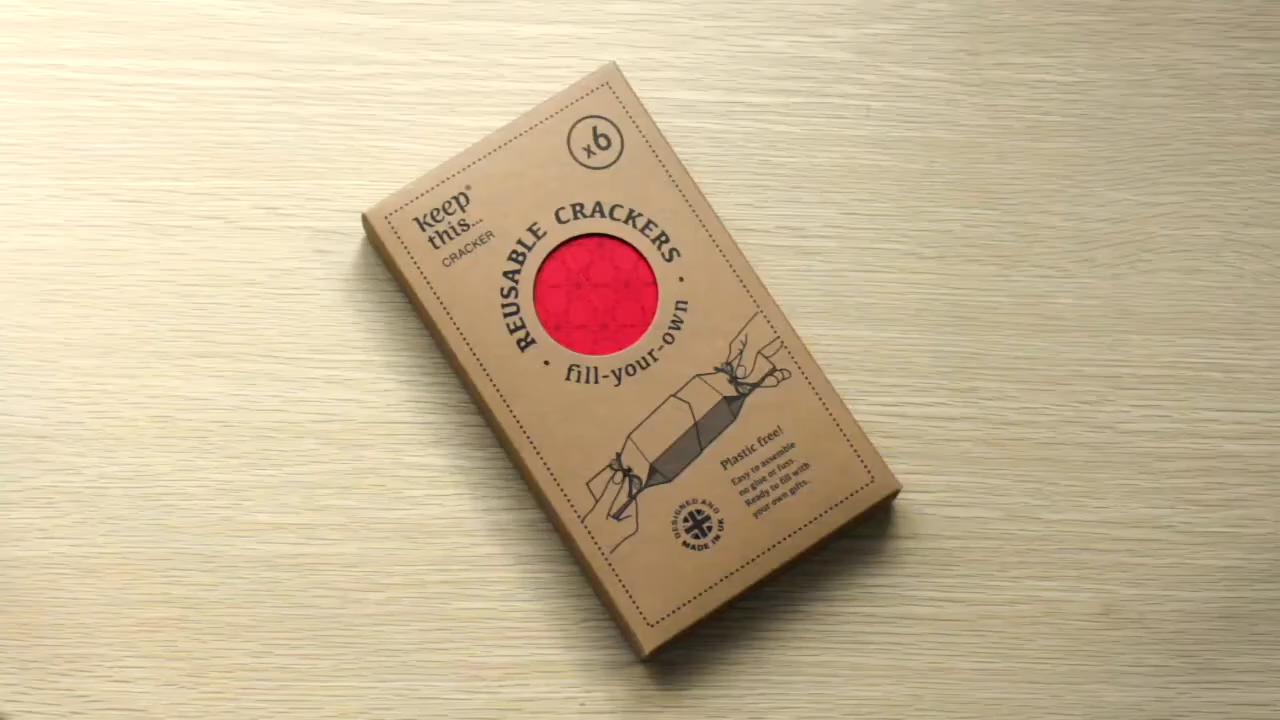 x6
keep®
this...
CRACKER
REUSABLE CRACKERS
• fill-your-own •
Plastic free!
Easy to assemble
no glue or fuss.
Ready to fill with
your own gifts.
DESIGNED AND
MADE IN UK